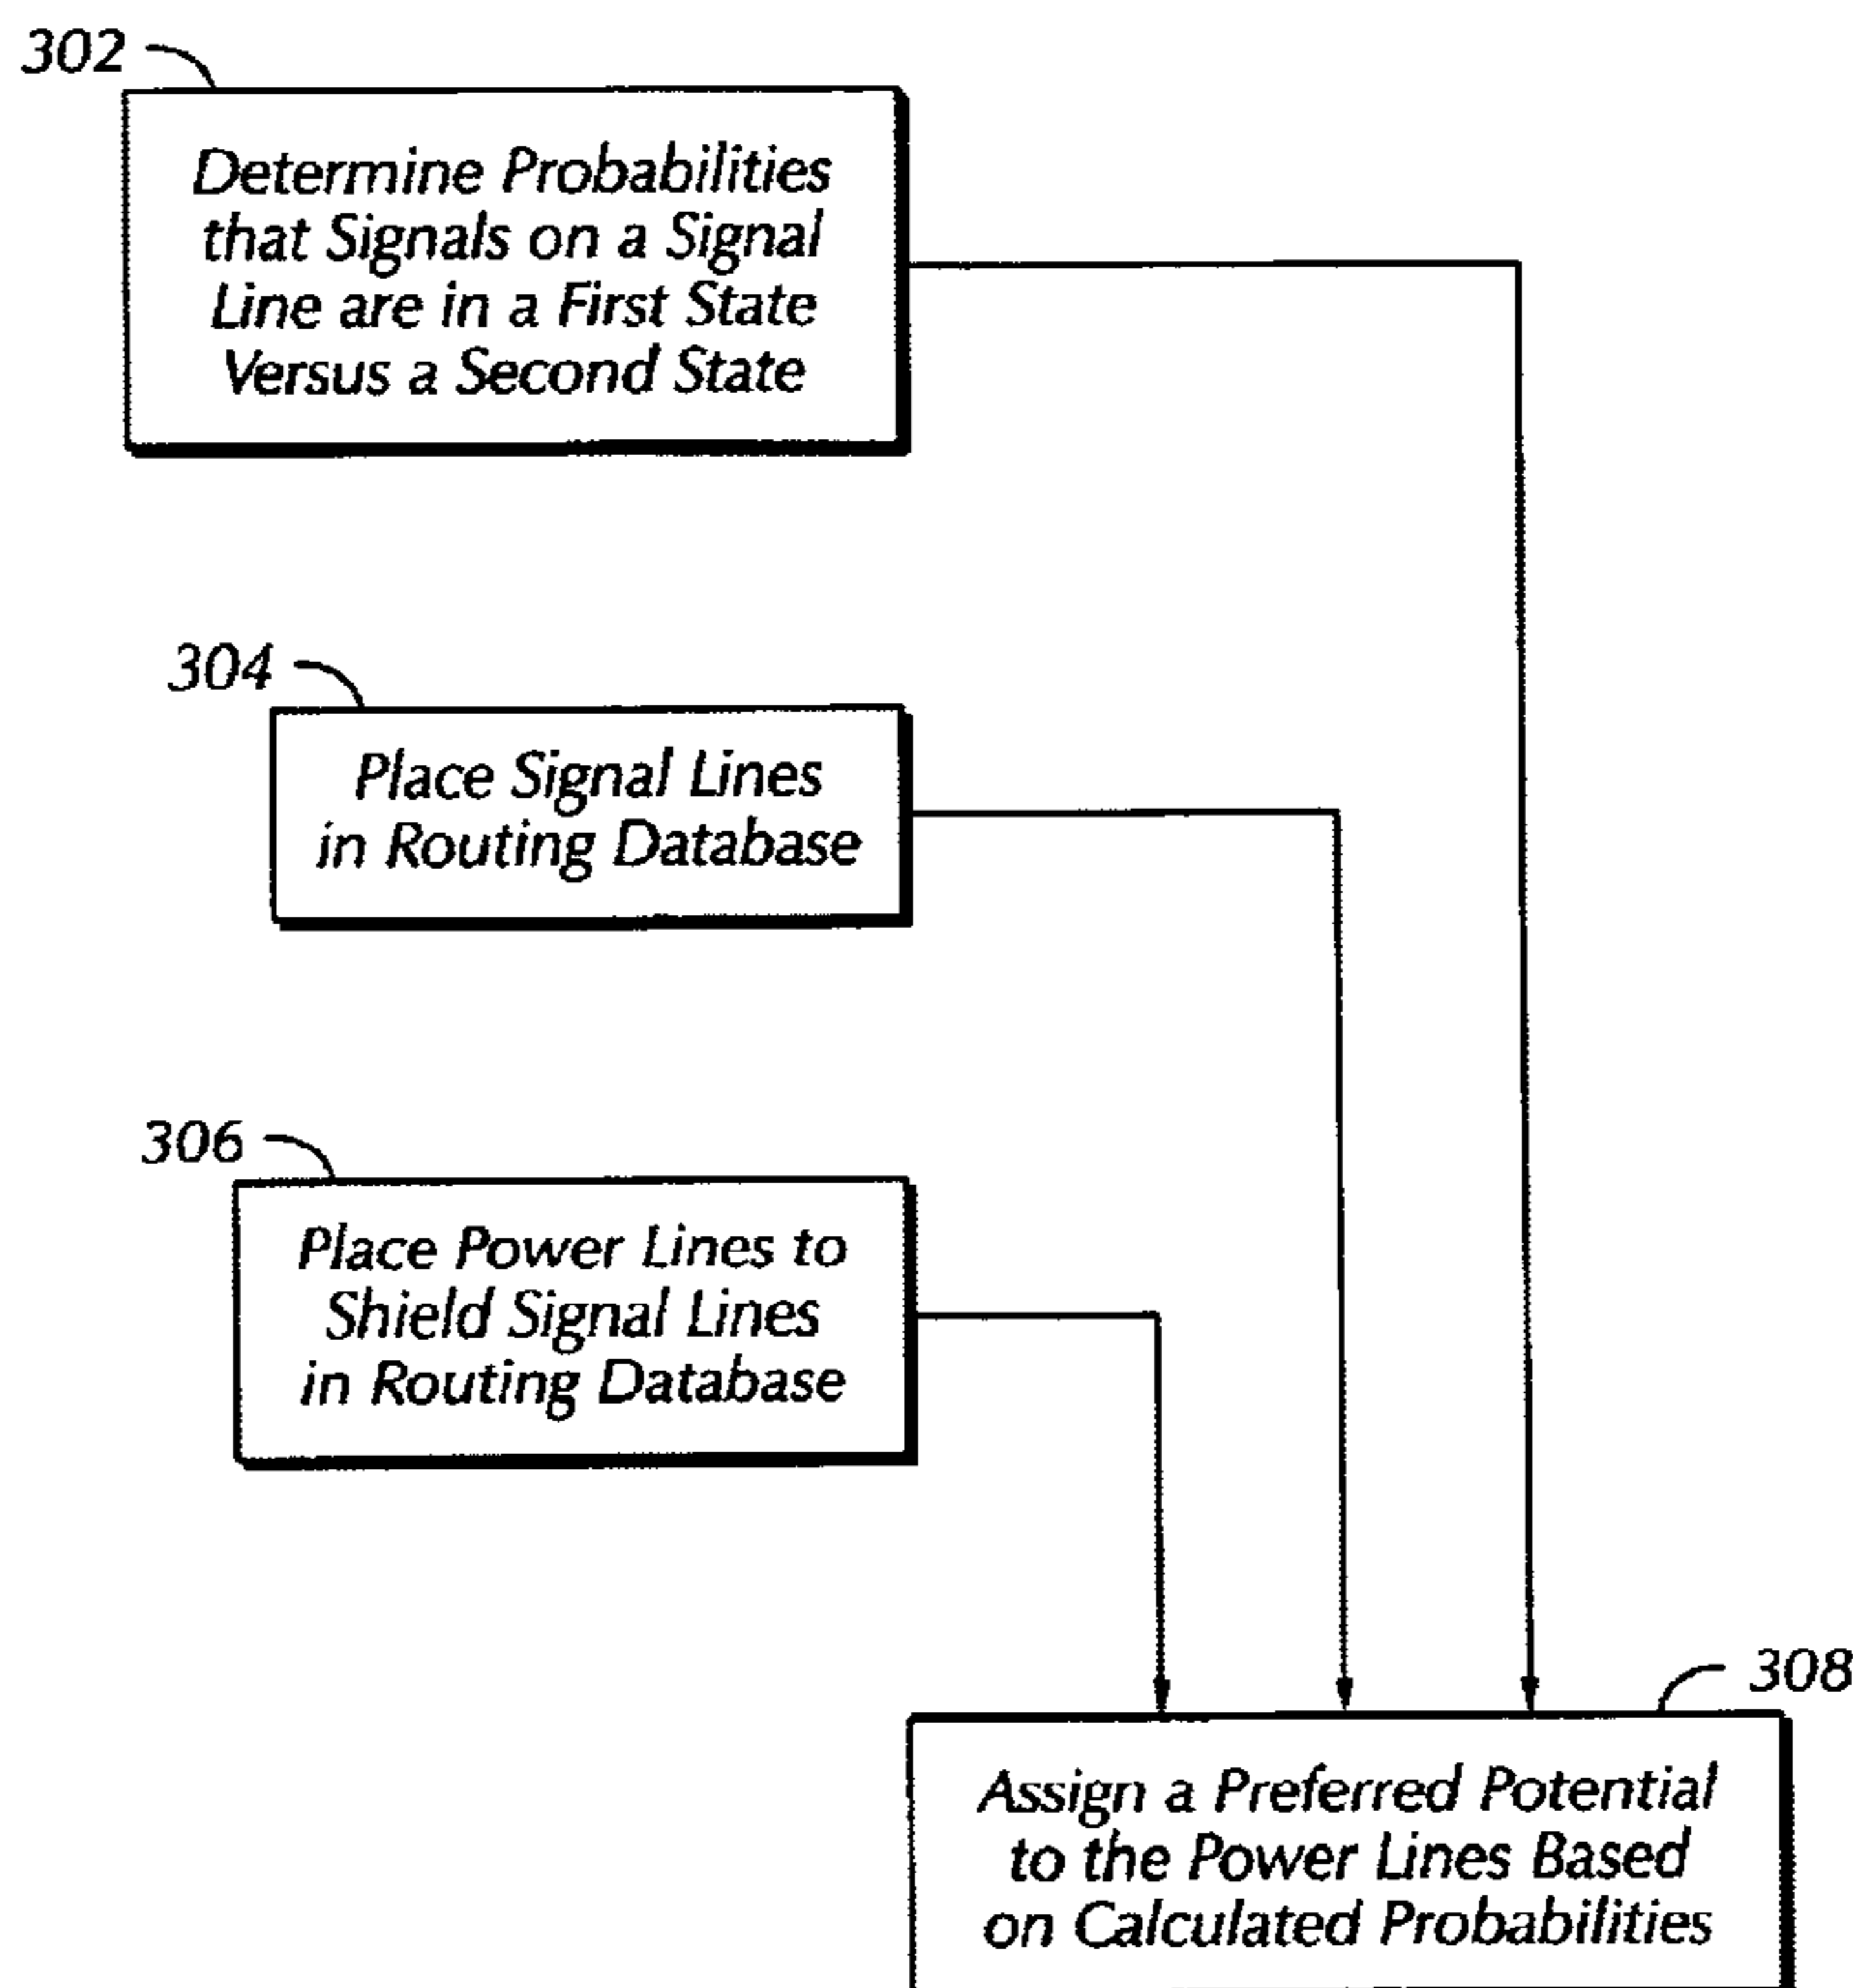 302
Determine Probabilities
that Signals on a Signal
Line are in a First State
Versus a Second State
304
Place Signal Lines
in Routing Database
306
Place Power Lines to
Shield Signal Lines
in Routing Database
308
Assign a Preferred Potential
to the Power Lines Based
on Calculated Probabilities